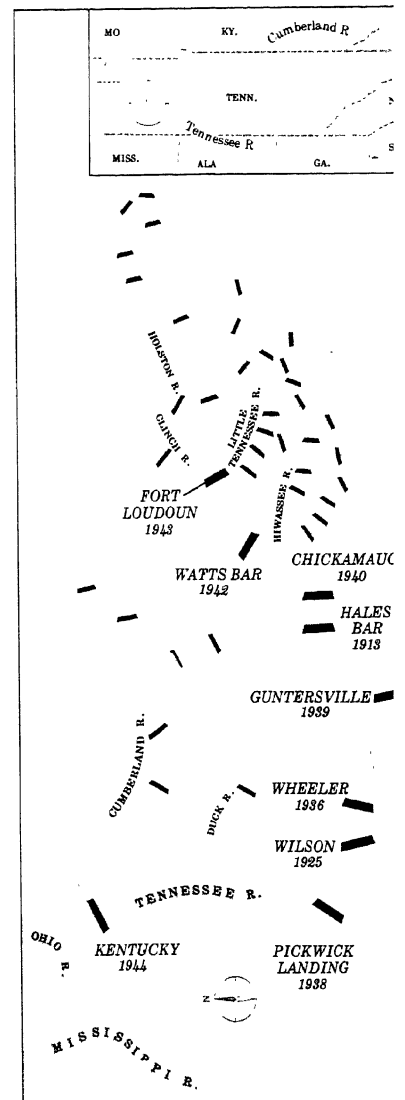 MO
KY.
Cumberland R
TENN.
N
Tennessee R
S
MISS.
ALA
GA.
HOLSTON R.
CLINCH R.
LITTLE
TENNESSEE R.
HIWASSEE R.
FORT
LOUDOUN
1943
WATTS BAR
1942
CHICKAMAUG
1940
HALES
BAR
1913
GUNTERSVILLE
1939
CUMBERLAND R.
DUCK R.
WHEELER
1936
WILSON
1925
TENNESSEE R.
OHIO R.
KENTUCKY
1944
PICKWICK
LANDING
1938
N
MISSISSIPPI R.